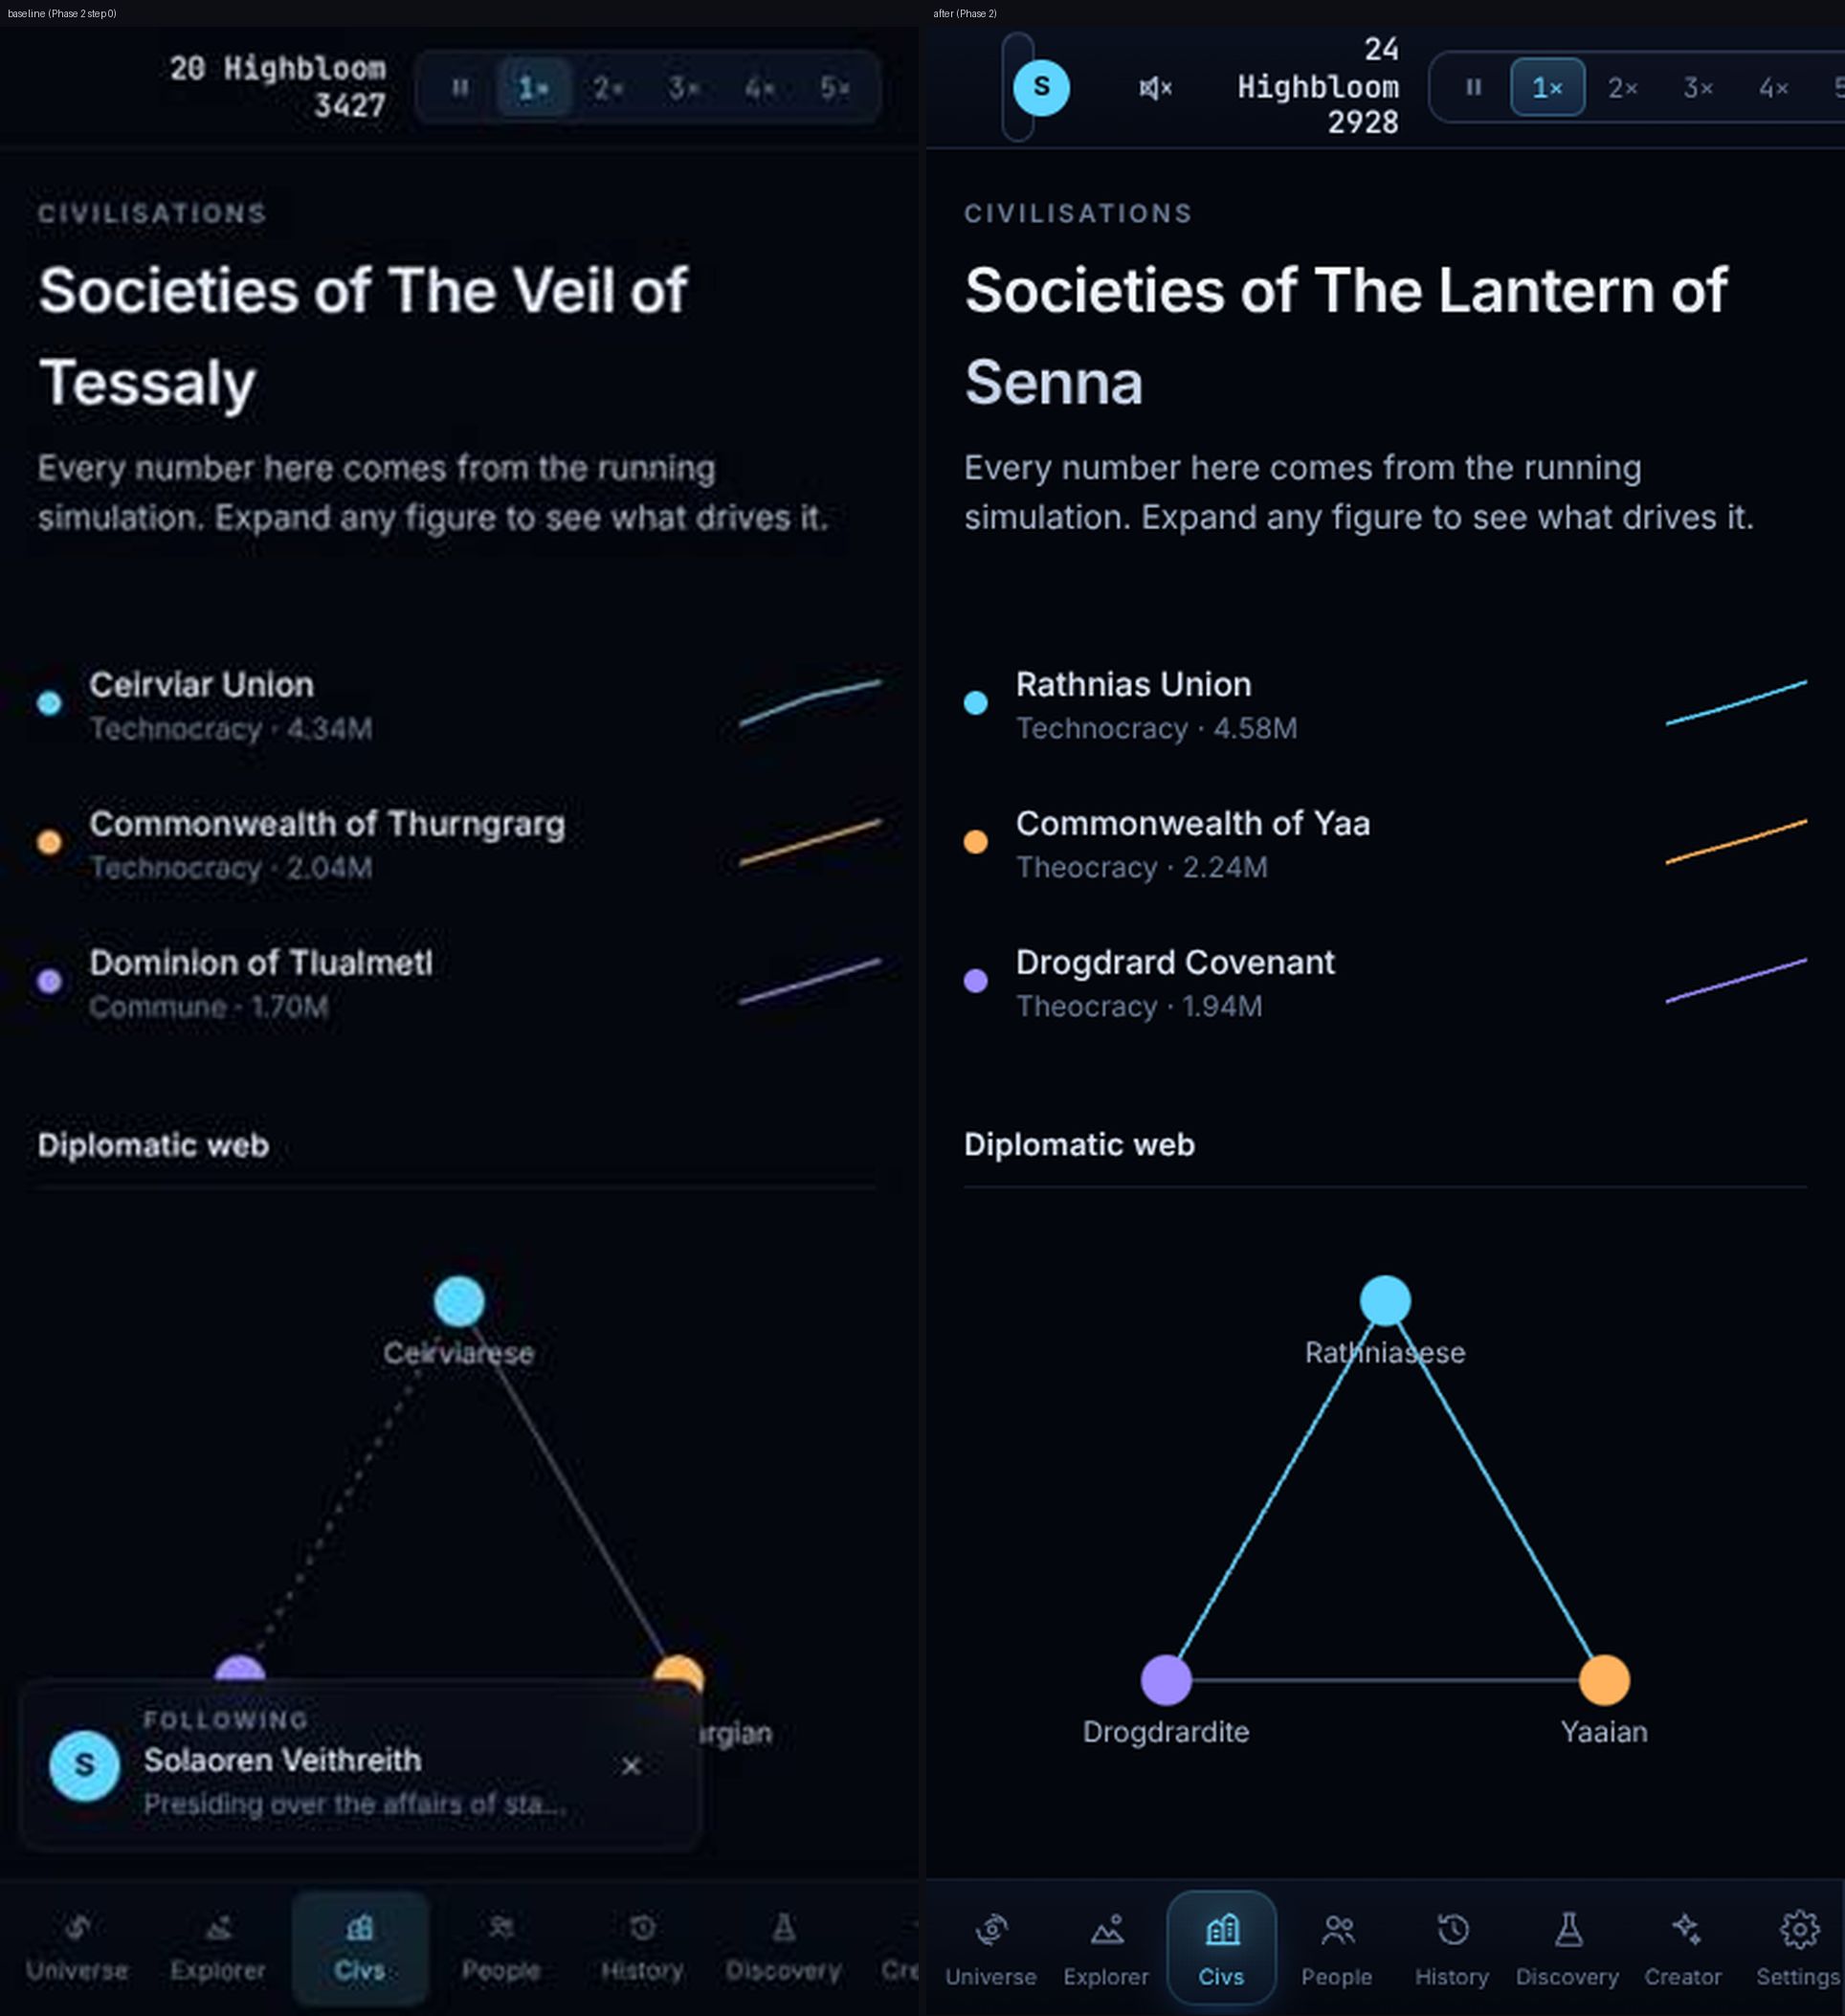 baseline (Phase 2 step 0)
20 Highbloom
3427
1×
2×
3×
4×
5×
CIVILISATIONS
Societies of The Veil of
Tessaly
Every number here comes from the running
simulation. Expand any figure to see what drives it.
Ceirviar Union
Technocracy · 4.34M
Commonwealth of Thurngrarg
Technocracy · 2.04M
Dominion of Tlualmetl
Commune · 1.70M
Diplomatic web
Ceirviarese
rgian
FOLLOWING
S
Solaoren Veithreith
×
Presiding over the affairs of sta...
Universe
Explorer
Civs
People
History
Discovery
Cre
after (Phase 2)
S
24
Highbloom
2928
1×
2×
3×
4×
5
CIVILISATIONS
Societies of The Lantern of
Senna
Every number here comes from the running
simulation. Expand any figure to see what drives it.
Rathnias Union
Technocracy · 4.58M
Commonwealth of Yaa
Theocracy · 2.24M
Drogdrard Covenant
Theocracy · 1.94M
Diplomatic web
Rathniasese
Drogdrardite
Yaaian
Universe
Explorer
Civs
People
History
Discovery
Creator
Settings